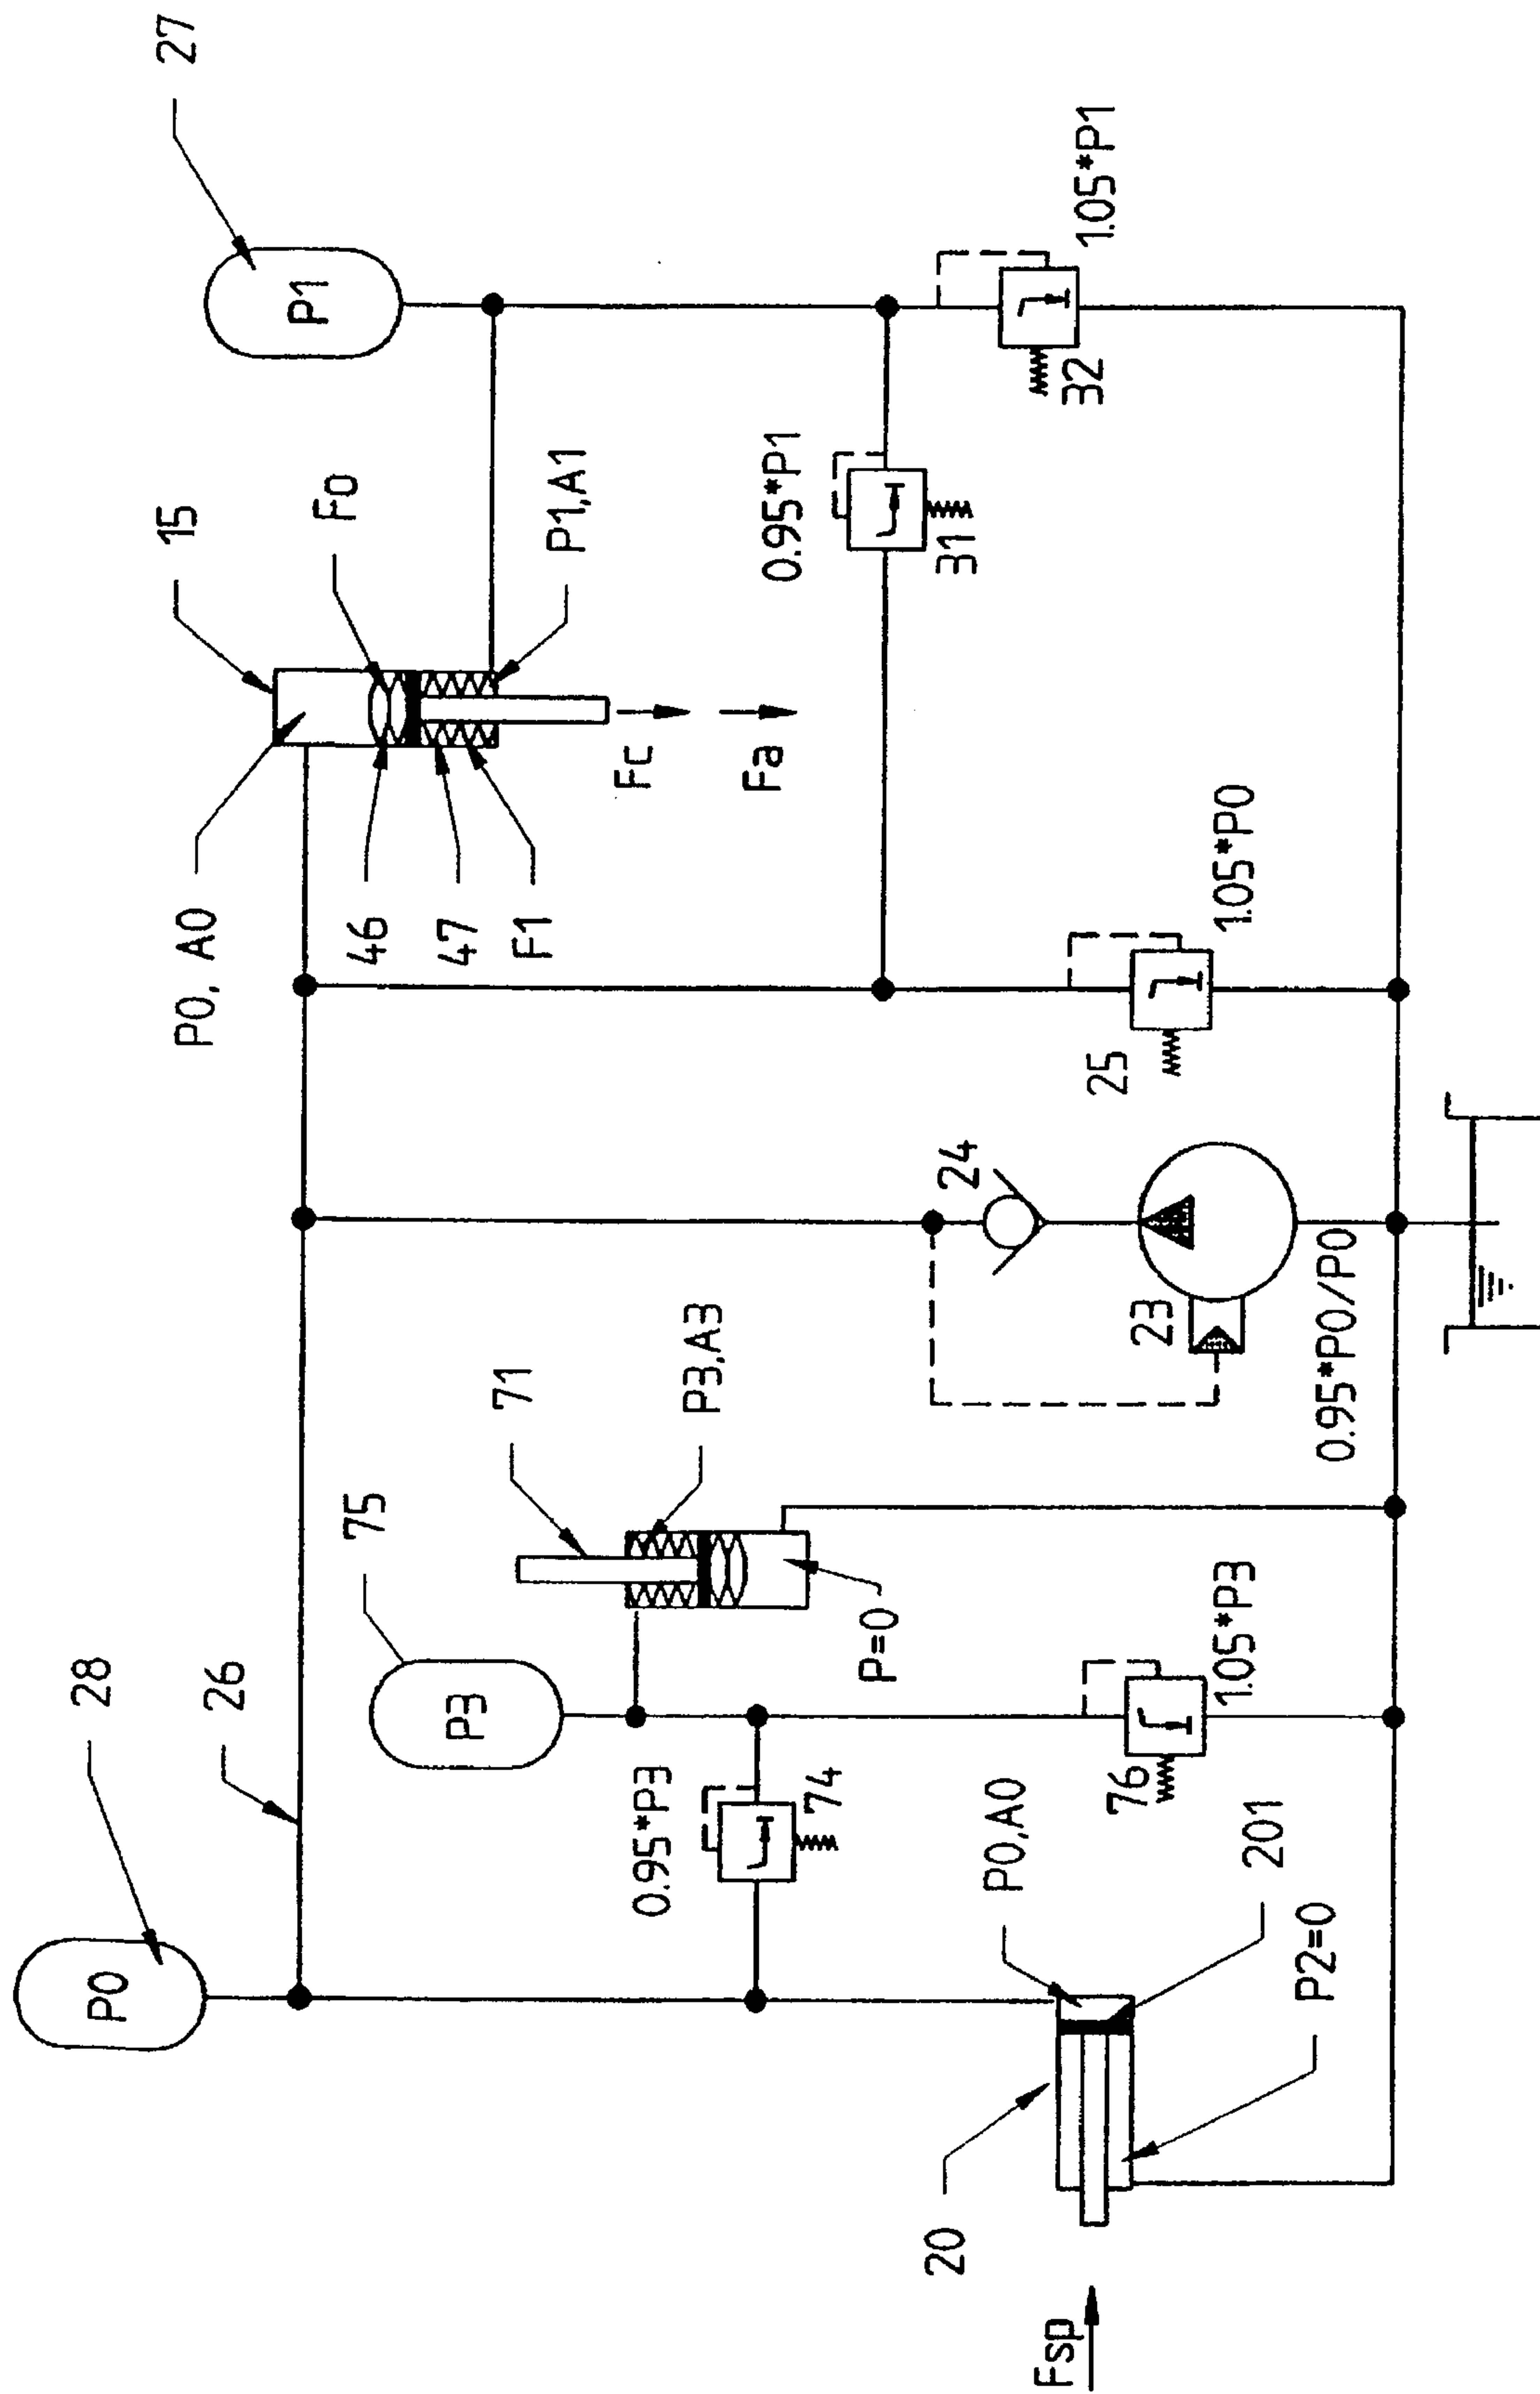 28
P0
27
15
P0, A0
26
P1
Fo
75
46
47
P3
71
F1
P1,A1
Fc
0.95*P3
P3,A3
Fa
0.95*P1
74
P=0
20
24
31
P0,A0
Fsp
32
1.05*P1
25
76
23
1.05*P3
1.05*P0
201
P2=0
0.95*P0/P0